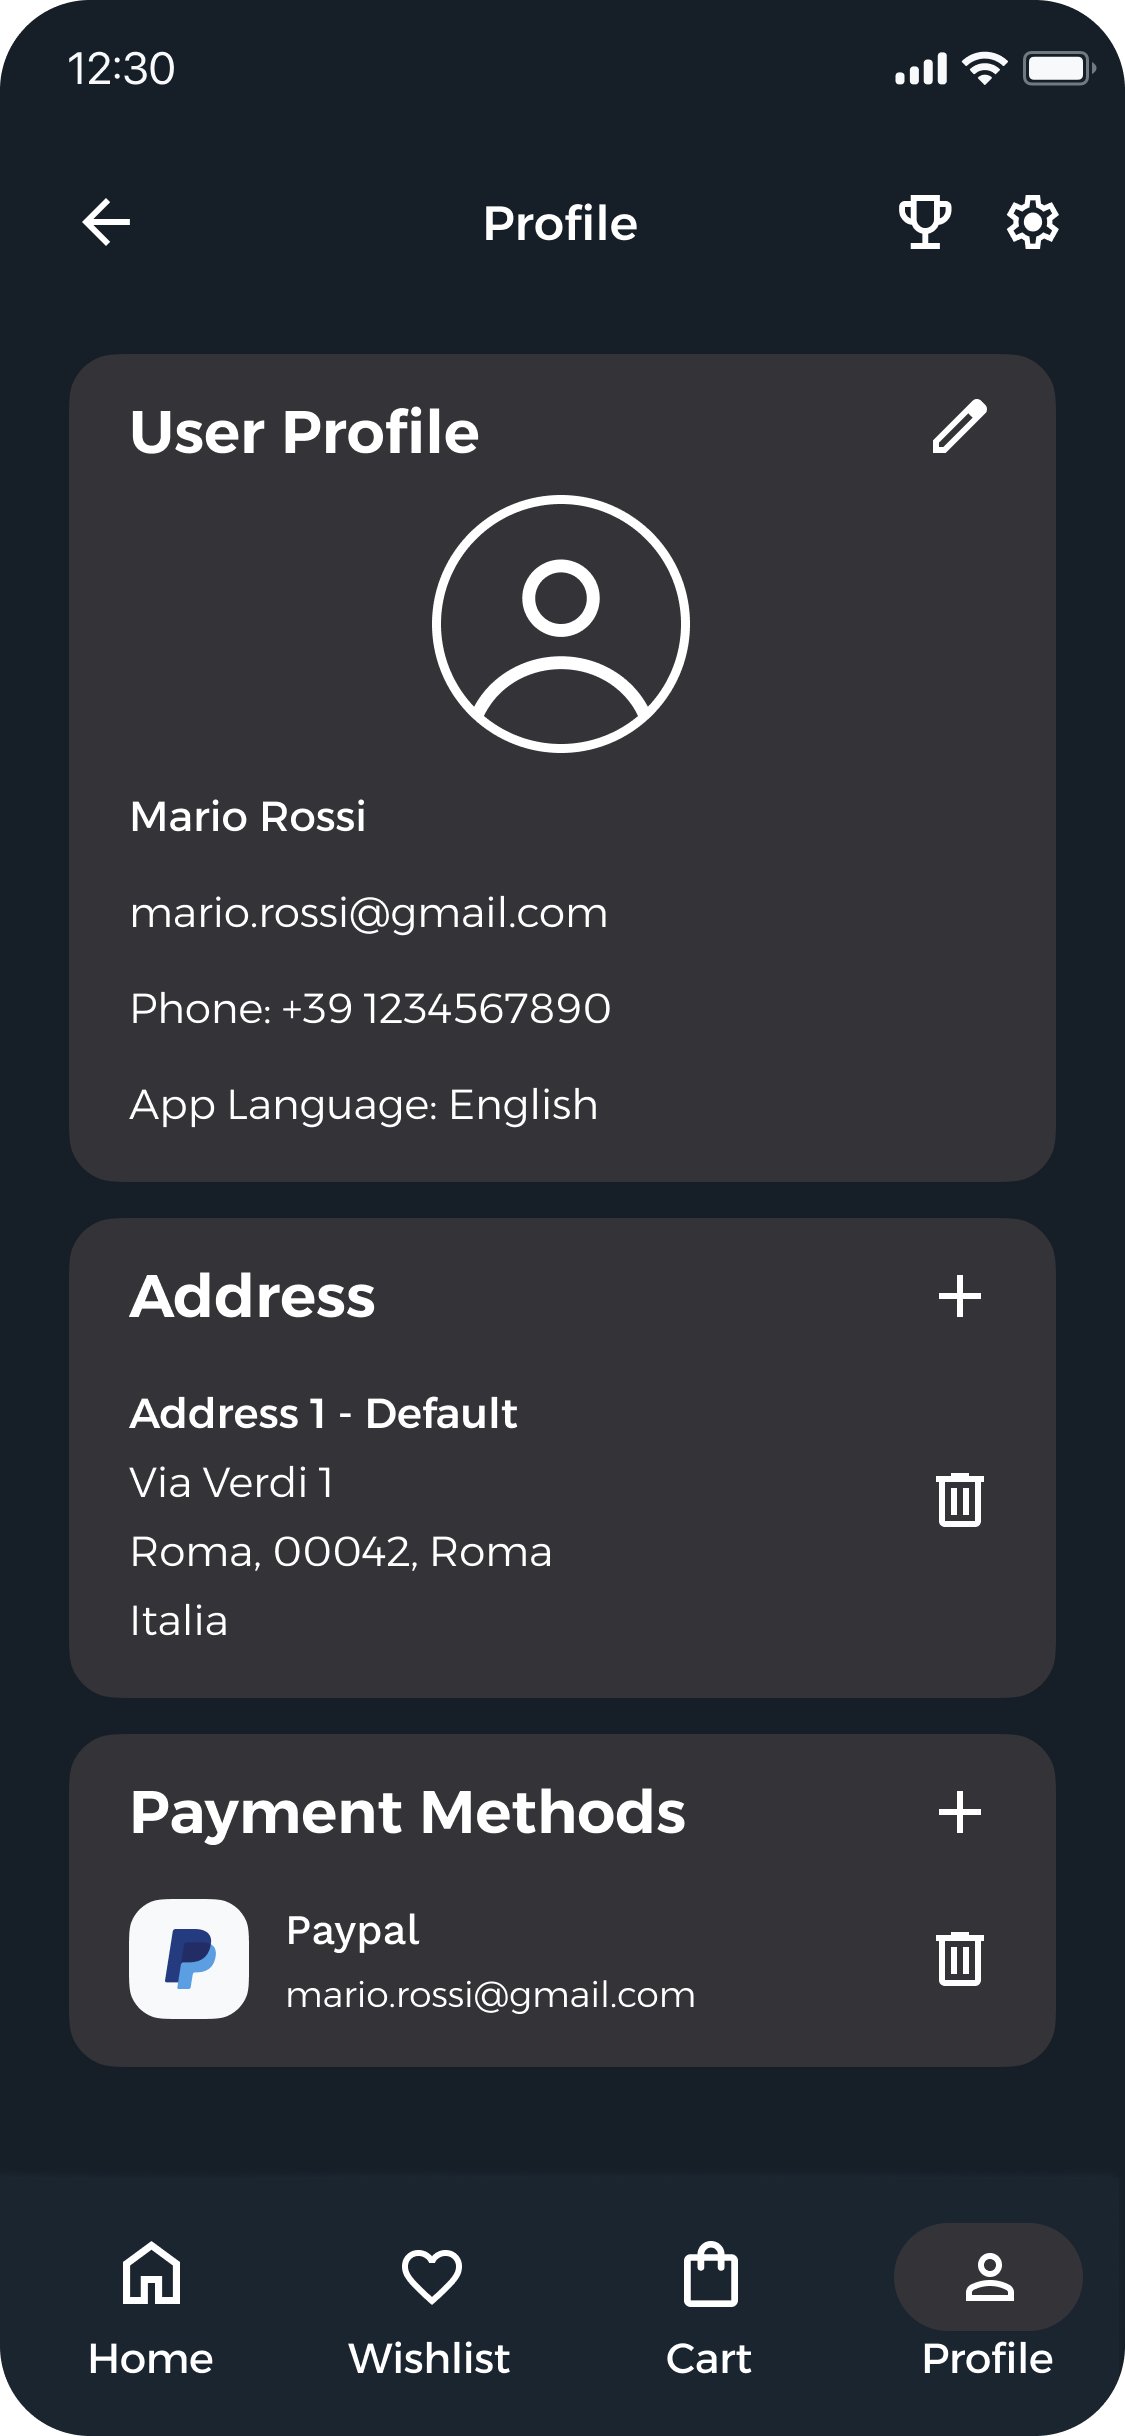 12:30
Profile
User Profile
Mario Rossi
mario.rossi@gmail.com
Phone: +39 1234567890
App Language: English
Address
Address 1 - Default
Via Verdi 1
Roma, 00042, Roma
Italia
Payment Methods
Paypal
mario.rossi@gmail.com
Home
Wishlist
Cart
Profile